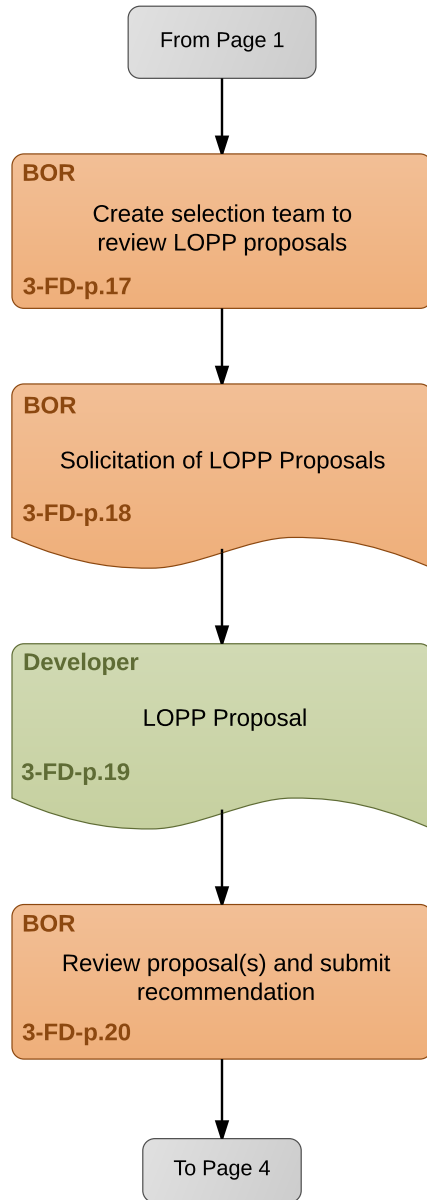 From Page 1
BOR
Create selection team to
review LOPP proposals
3-FD-p.17
BOR
Solicitation of LOPP Proposals
3-FD-p.18
Developer
LOPP Proposal
3-FD-p.19
BOR
Review proposal(s) and submit
recommendation
3-FD-p.20
To Page 4